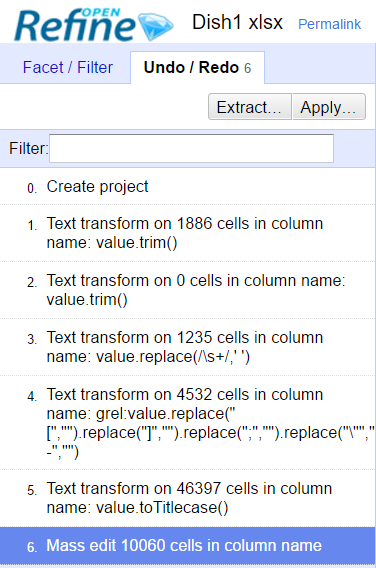 OPEN
Refine
Dish1 xlsx Permalink
Facet / Filter Undo / Redo 6
Extract... Apply...
Filter:
0. Create project
1. Text transform on 1886 cells in column
name: value.trim()
2. Text transform on 0 cells in column name:
value.trim()
3. Text transform on 1235 cells in column
name: value.replace(/\s+/,' ')
4. Text transform on 4532 cells in column
name: grel:value.replace("
[","").replace("]","").replace(";","").replace("\"","
-","")
5. Text transform on 46397 cells in column
name: value.toTitlecase()
6. Mass edit 10060 cells in column name